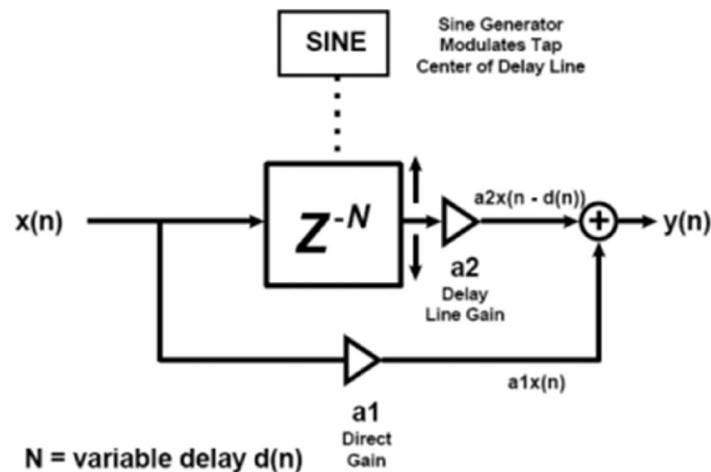 SINE
Sine Generator
Modulates Tap
Center of Delay Line
x(n)
Z-N
a2x(n - d(n))
+
y(n)
a2
Delay
Line Gain
a1x(n)
a1
Direct
Gain
N = variable delay d(n)